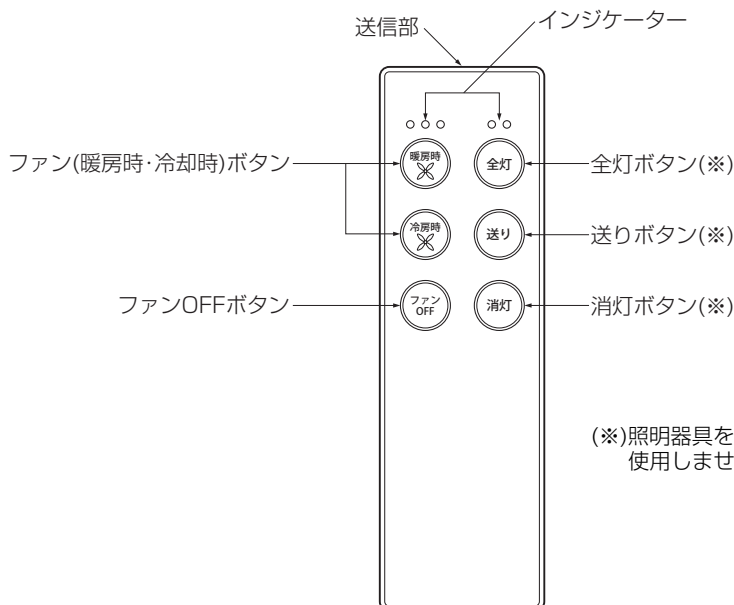 送信部
インジケーター
ファン(暖房時･冷却時)ボタン
暖房時
全灯
全灯ボタン(※)
冷房時
送り
送りボタン(※)
ファンOFFボタン
ファン
OFF
消灯
消灯ボタン(※)
(※)照明器具を
使用しませ